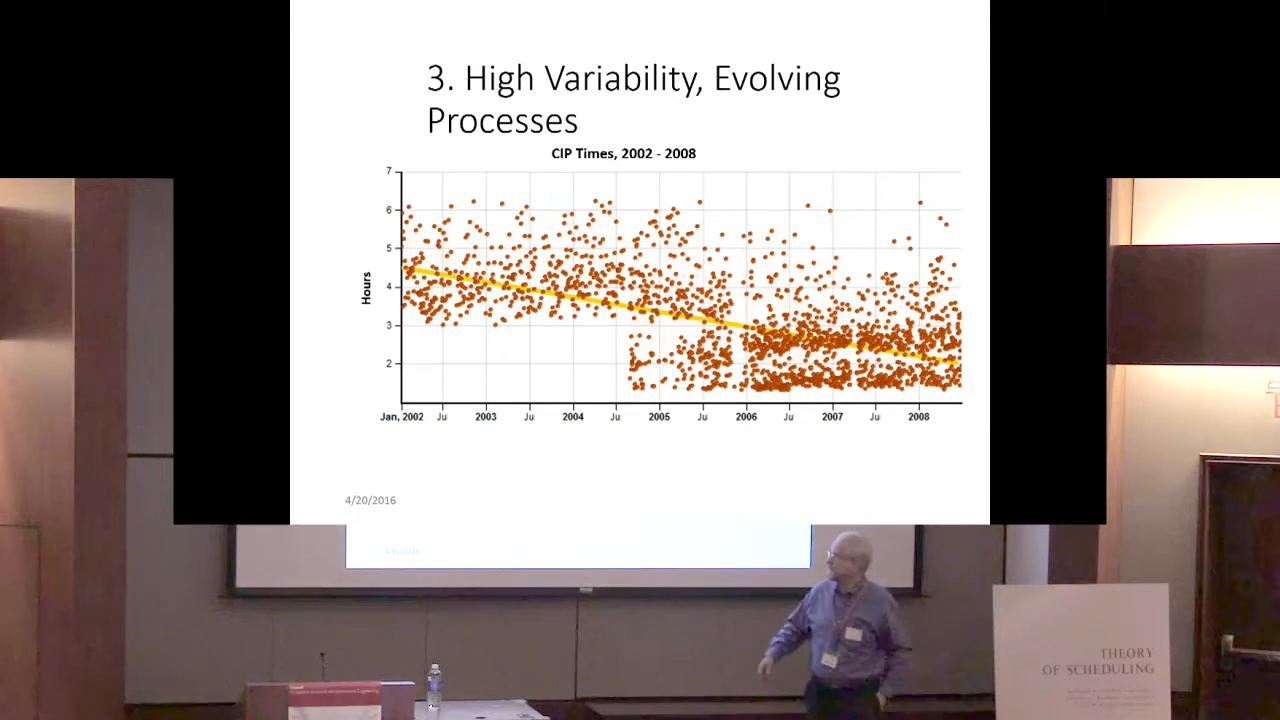 3. High Variability, Evolving
Processes
CIP Times, 2002 - 2008
7
6
5
4
3
2
Hours
Jan, 2002 Ju 2003 Ju 2004 Ju 2005 Ju 2006 Ju 2007 Ju 2008
4/20/2016
THEORY
OF SCHEDULING